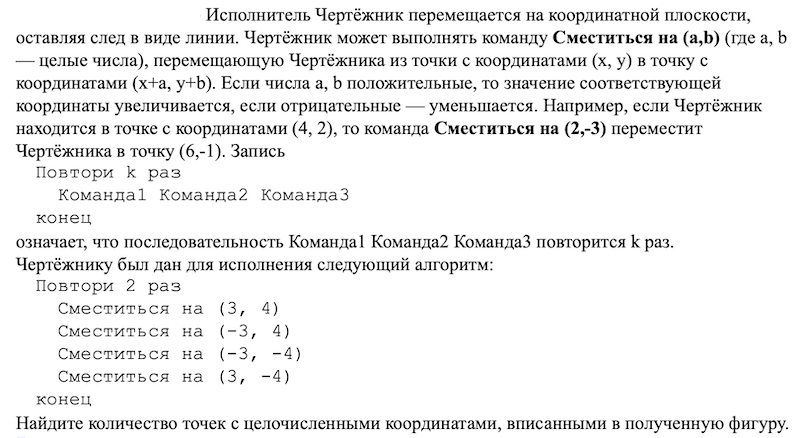 Исполнитель Чертёжник перемещается на координатной плоскости,
оставляя след в виде линии. Чертёжник может выполнять команду Сместиться на (a,b) (где a, b
— целые числа), перемещающую Чертёжника из точки с координатами (x, y) в точку с
координатами (x+a, y+b). Если числа a, b положительные, то значение соответствующей
координаты увеличивается, если отрицательные — уменьшается. Например, если Чертёжник
находится в точке с координатами (4, 2), то команда Сместиться на (2,-3) переместит
Чертёжника в точку (6,-1). Запись
Повтори k раз
Команда1 Команда2 Команда3
конец
означает, что последовательность Команда1 Команда2 Команда3 повторится k раз.
Чертёжнику был дан для исполнения следующий алгоритм:
Повтори 2 раз
Сместиться на (3, 4)
Сместиться на (-3, 4)
Сместиться на (-3, -4)
Сместиться на (3, -4)
конец
Найдите количество точек с целочисленными координатами, вписанными в полученную фигуру.